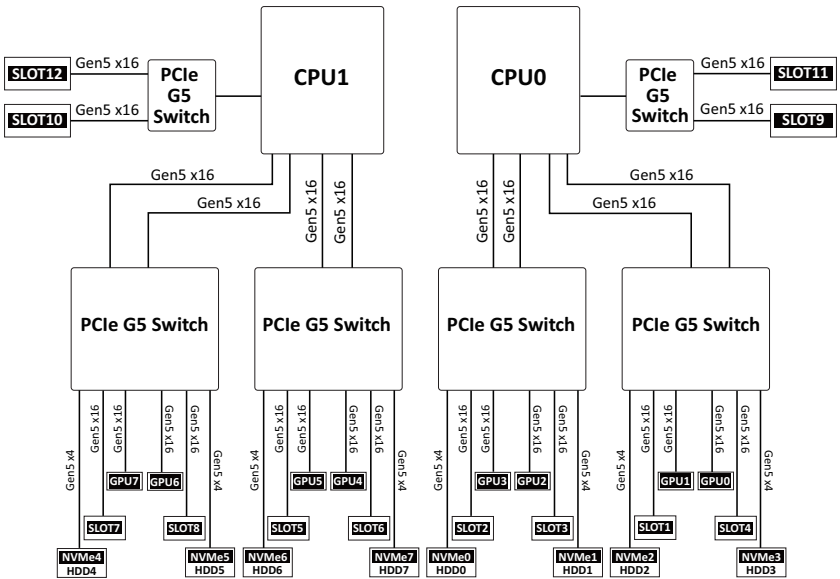 CPU1
CPU0
Gen5 x16
SLOT12
PCIe
G5
Switch
Gen5 x16
SLOT10
PCIe
G5
Switch
Gen5 x16
SLOT11
Gen5 x16
SLOT9
Gen5 x16
Gen5 x16
Gen5 x16
Gen5 x16
Gen5 x16
Gen5 x16
Gen5 x16
Gen5 x16
PCIe G5 Switch
PCIe G5 Switch
PCIe G5 Switch
PCIe G5 Switch
Gen5 x4
Gen5 x16
Gen5 x16
Gen5 x16
Gen5 x16
Gen5 x4
Gen5 x4
Gen5 x16
Gen5 x16
Gen5 x16
Gen5 x16
Gen5 x4
Gen5 x4
Gen5 x16
Gen5 x16
Gen5 x16
Gen5 x16
Gen5 x4
Gen5 x4
Gen5 x16
Gen5 x16
Gen5 x16
Gen5 x16
Gen5 x4
GPU7
GPU6
GPU5
GPU4
GPU3
GPU2
GPU1
GPU0
SLOT7
SLOT8
SLOT5
SLOT6
SLOT2
SLOT3
SLOT1
SLOT4
NVMe4
HDD4
NVMe5
HDD5
NVMe6
HDD6
NVMe7
HDD7
NVMe0
HDD0
NVMe1
HDD1
NVMe2
HDD2
NVMe3
HDD3